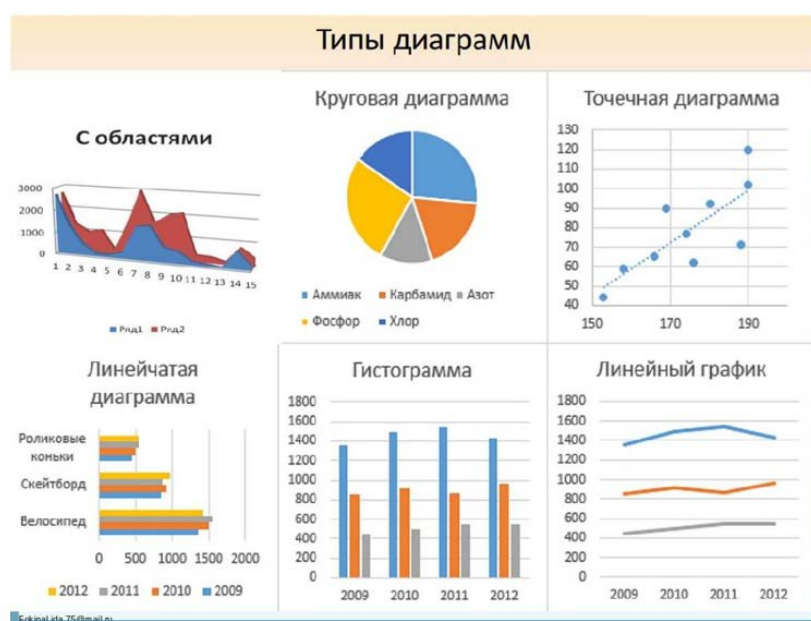 Типы диаграмм
С областями
3000
2000
1000
0
1 2 3 4 5 6 7 8 9 10 11 12 13 14 15
Ряд1 Ряд2
Круговая диаграмма
Аммиак Карбамид Азот
Фосфор Хлор
Точечная диаграмма
130
120
110
100
90
80
70
60
50
40
150 170 190
Линейчатая
диаграмма
Роликовые
коньки
Скейтборд
Велосипед
0 500 1000 1500 2000
2012 2011 2010 2009
Гистограмма
1800
1600
1400
1200
1000
800
600
400
200
0
2009 2010 2011 2012
Линейный график
1800
1600
1400
1200
1000
800
600
400
200
0
2009 2010 2011 2012